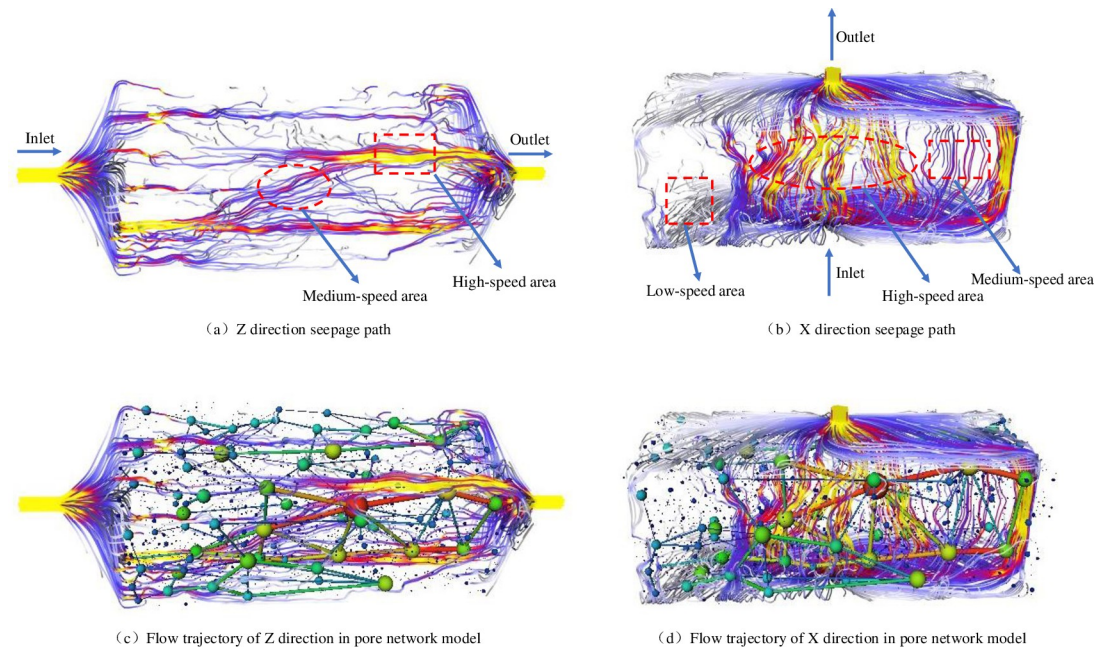 Inlet
Outlet
Medium-speed area
High-speed area
（a）Z direction seepage path
Outlet
Inlet
Low-speed area
High-speed area
Medium-speed area
（b）X direction seepage path
（c）Flow trajectory of Z direction in pore network model
（d）Flow trajectory of X direction in pore network model